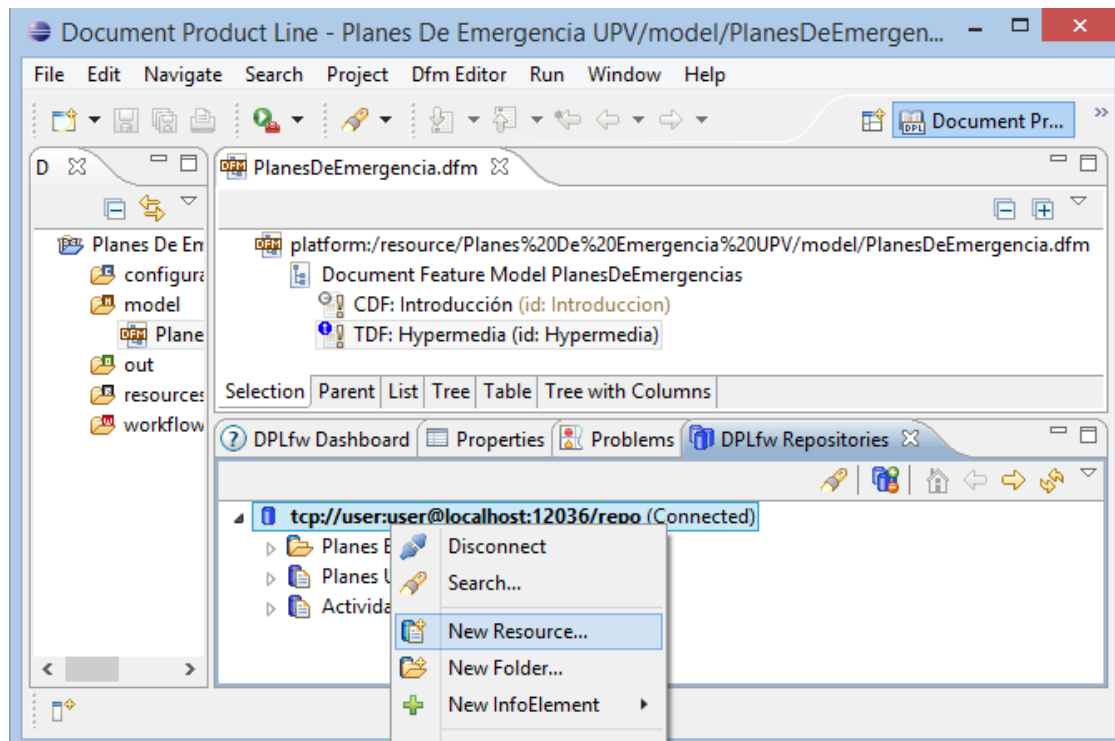 Document Product Line - Planes De Emergencia UPV/model/PlanesDeEmergen...
File Edit Navigate Search Project Dfm Editor Run Window Help
DPL Document Pr... »
D
DFM PlanesDeEmergencia.dfm
Planes De Em
configura
model
DFM Plane
out
resources
workflow
DFM platform:/resource/Planes%20De%20Emergencia%20UPV/model/PlanesDeEmergencia.dfm
Document Feature Model PlanesDeEmergencias
CDF: Introducción (id: Introduccion)
TDF: Hypermedia (id: Hypermedia)
Selection Parent List Tree Table Tree with Columns
DPLfw Dashboard Properties Problems DPLfw Repositories
tcp://user:user@localhost:12036/repo (Connected)
Planes E
Planes U
Activida
Disconnect
Search...
New Resource...
New Folder...
New InfoElement